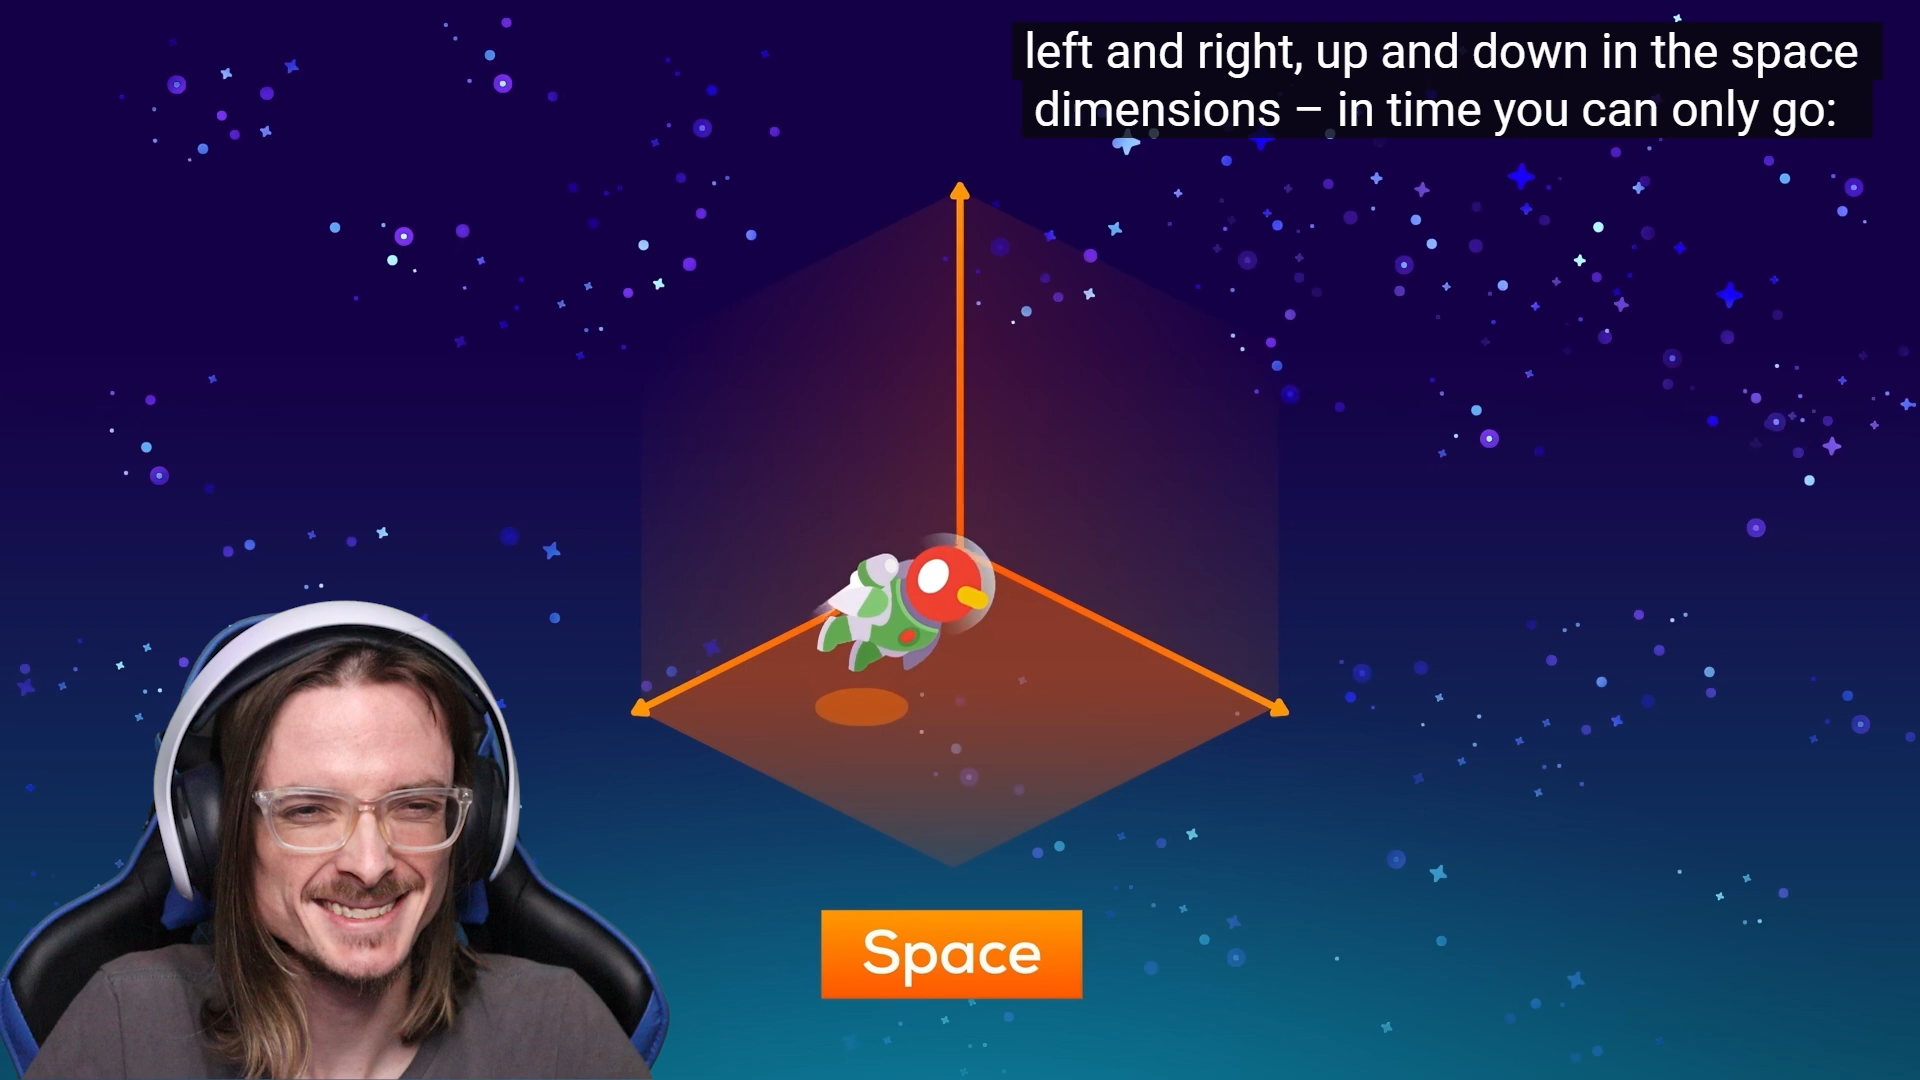 left and right, up and down in the space
dimensions – in time you can only go:
Space